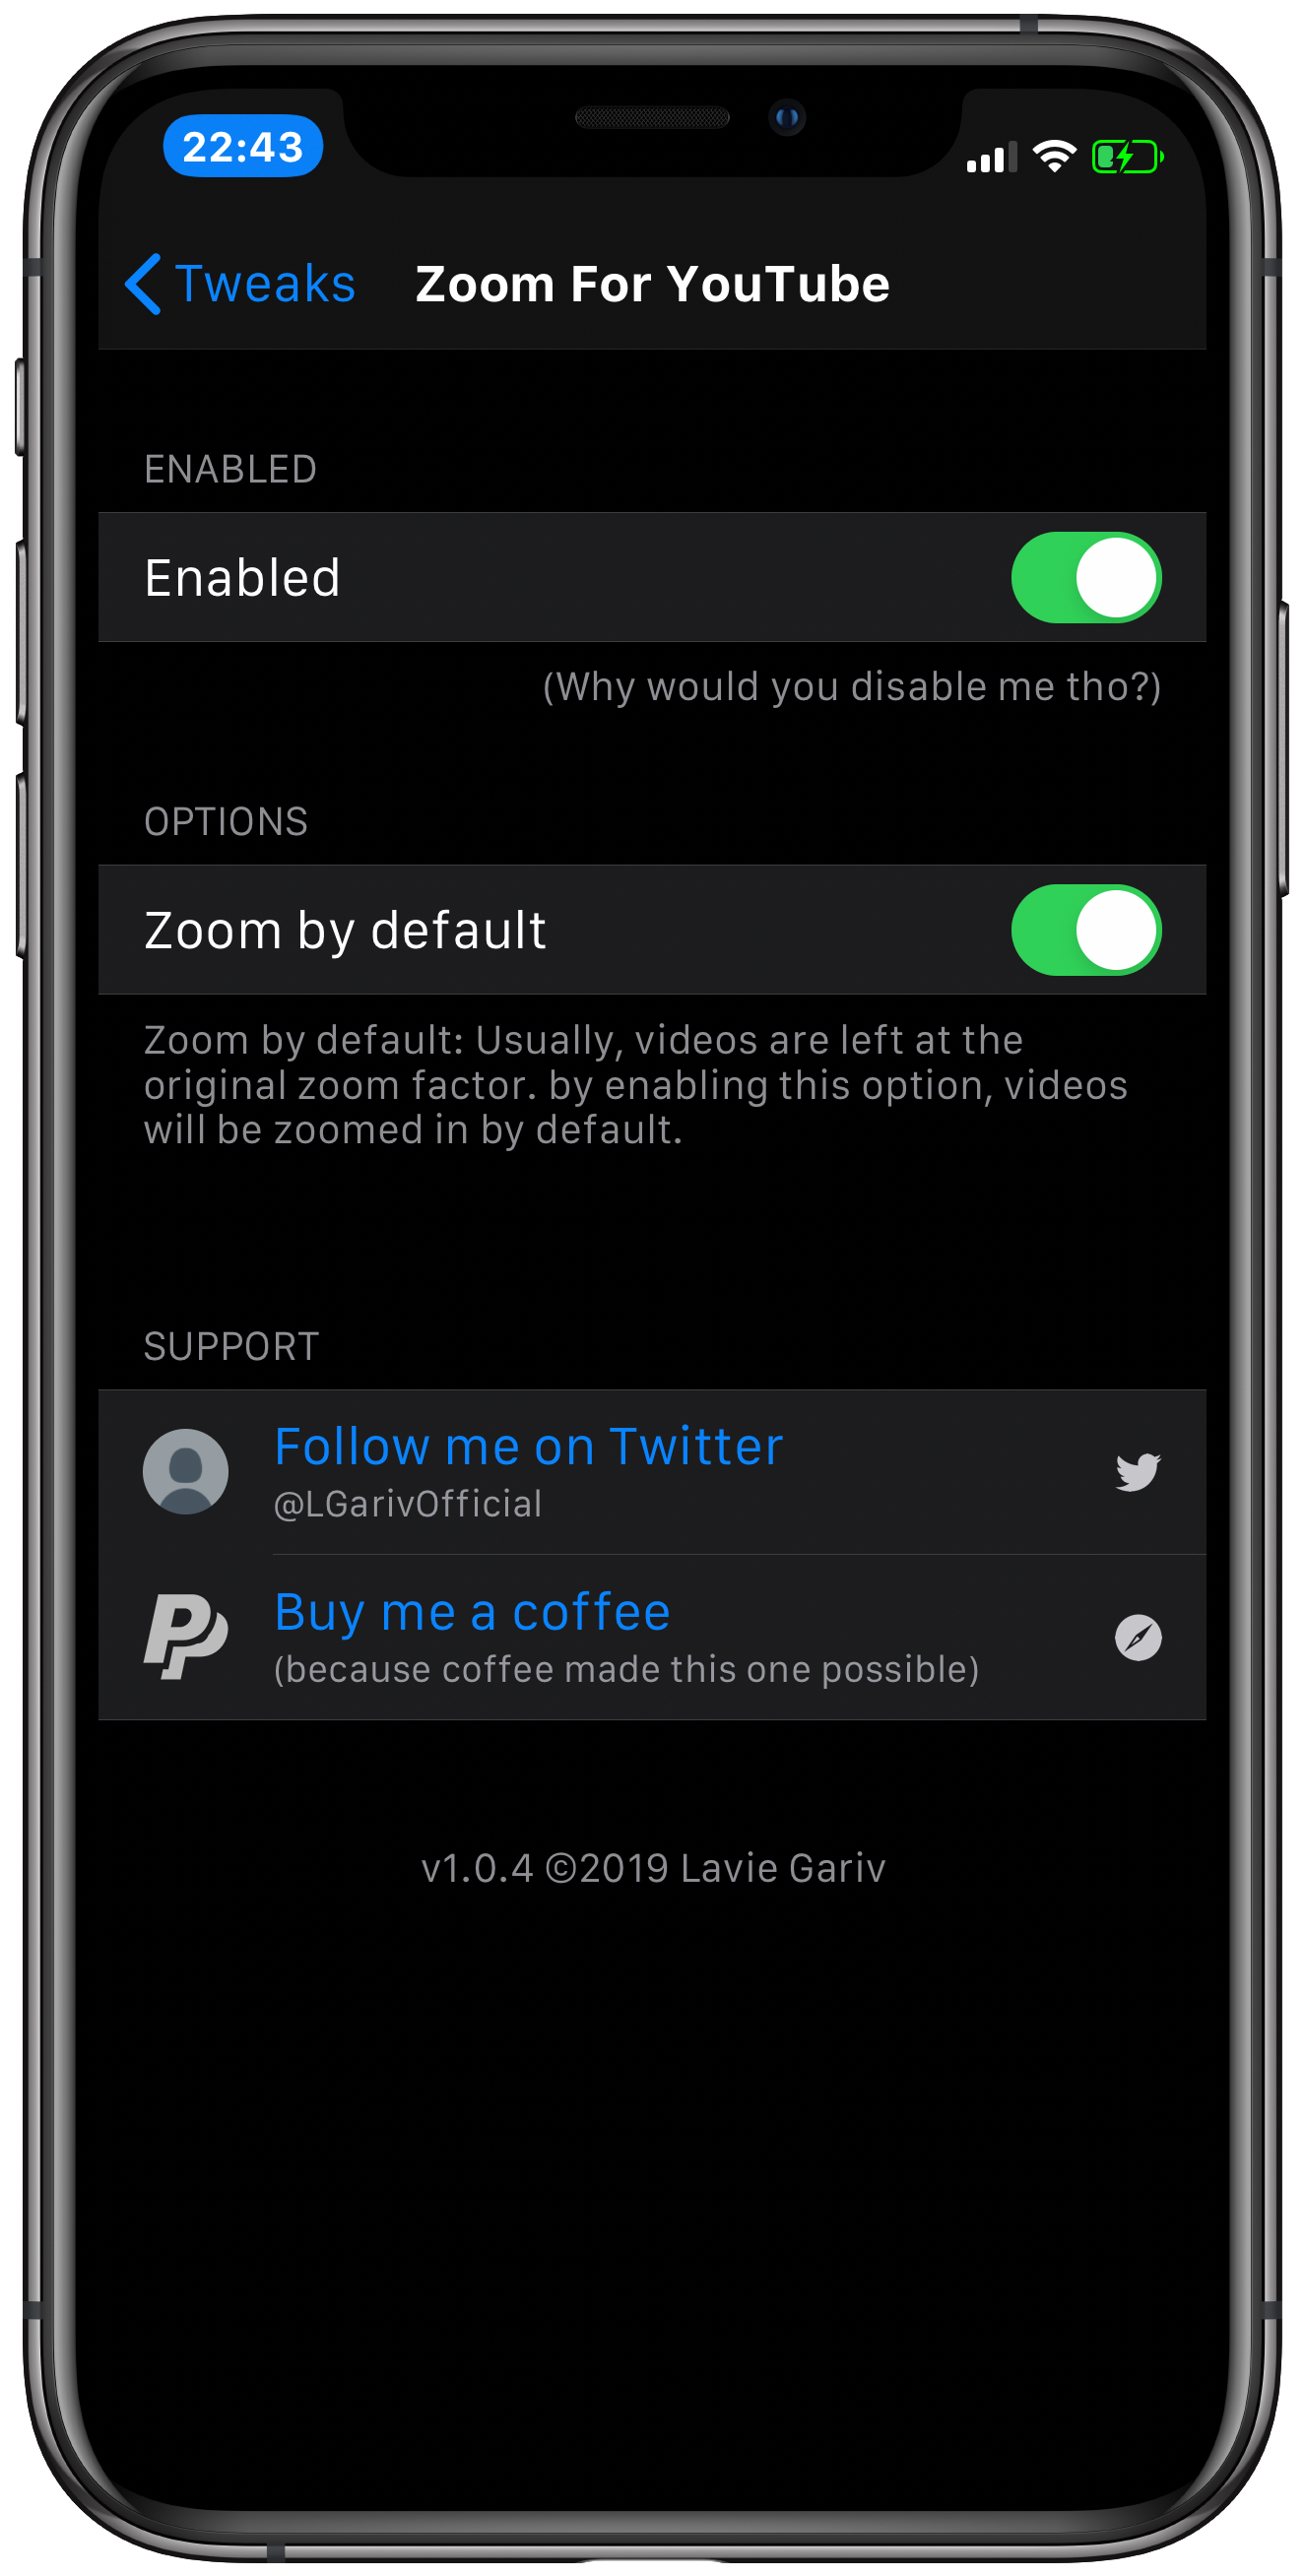 22:43
Tweaks
Zoom For YouTube
ENABLED
Enabled
(Why would you disable me tho?)
OPTIONS
Zoom by default
Zoom by default: Usually, videos are left at the
original zoom factor. by enabling this option, videos
will be zoomed in by default.
SUPPORT
Follow me on Twitter
@LGarivOfficial
Buy me a coffee
(because coffee made this one possible)
v1.0.4 ©2019 Lavie Gariv